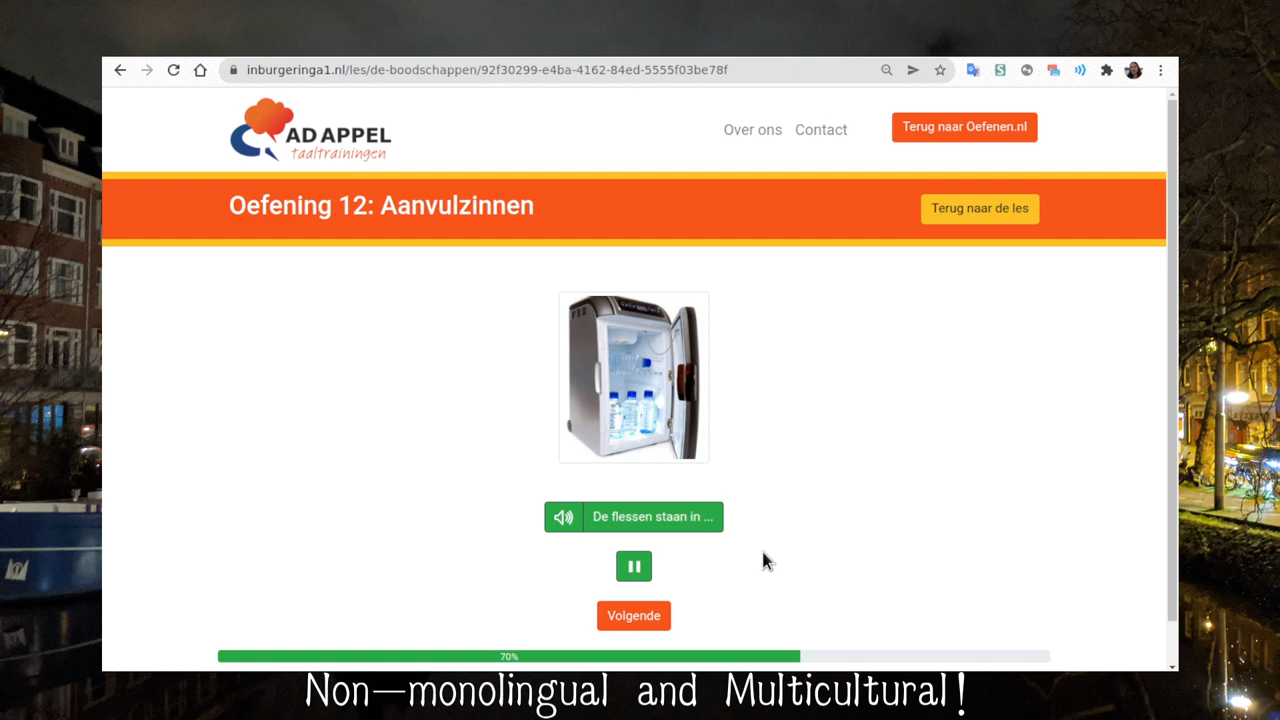 inburgeringa1.nl/les/de-boodschappen/92f30299-e4ba-4162-84ed-5555f03be78f
AD APPEL
taaltrainingen
Over ons
Contact
Terug naar Oefenen.nl
Oefening 12: Aanvulzinnen
Terug naar de les
De flessen staan in ...
Volgende
70%
Non-monolingual and Multicultural!